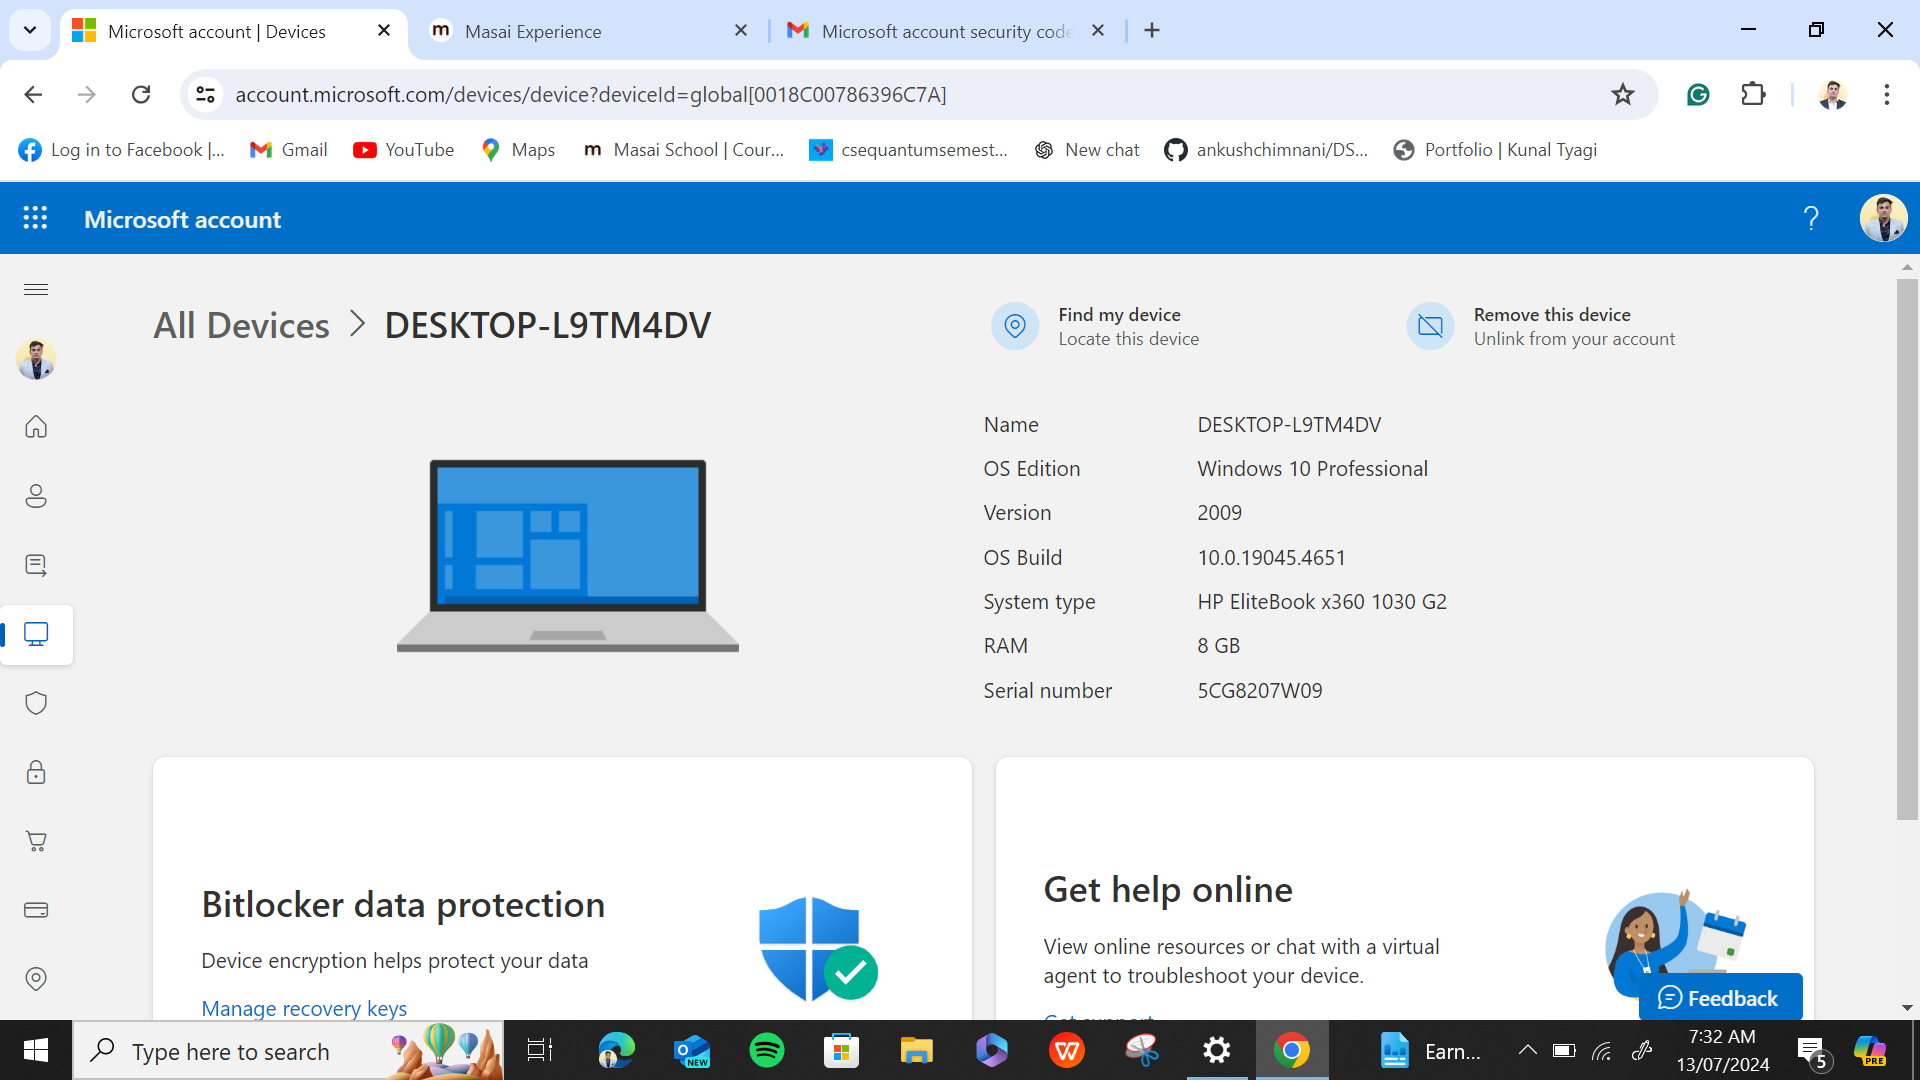 Microsoft account | Devices
m Masai Experience
Microsoft account security code
account.microsoft.com/devices/device?deviceId=global[0018C00786396C7A]
Log in to Facebook |...
Gmail
YouTube
Maps
m Masai School | Cour...
csequantumsemest...
New chat
ankushchimnani/DS...
Portfolio | Kunal Tyagi
Microsoft account
?
All Devices > DESKTOP-L9TM4DV
Find my device
Locate this device
Remove this device
Unlink from your account
Name DESKTOP-L9TM4DV
OS Edition Windows 10 Professional
Version 2009
OS Build 10.0.19045.4651
System type HP EliteBook x360 1030 G2
RAM 8 GB
Serial number 5CG8207W09
Bitlocker data protection
Device encryption helps protect your data
Manage recovery keys
Get help online
View online resources or chat with a virtual
agent to troubleshoot your device.
Get support
Feedback
Type here to search
NEW
Earn...
7:32 AM
13/07/2024
5
PRE